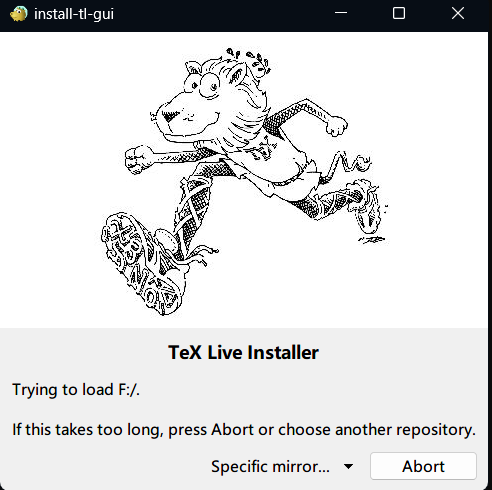 install-tl-gui
TeX Live Installer
Trying to load F:/.
If this takes too long, press Abort or choose another repository.
Specific mirror...
Abort